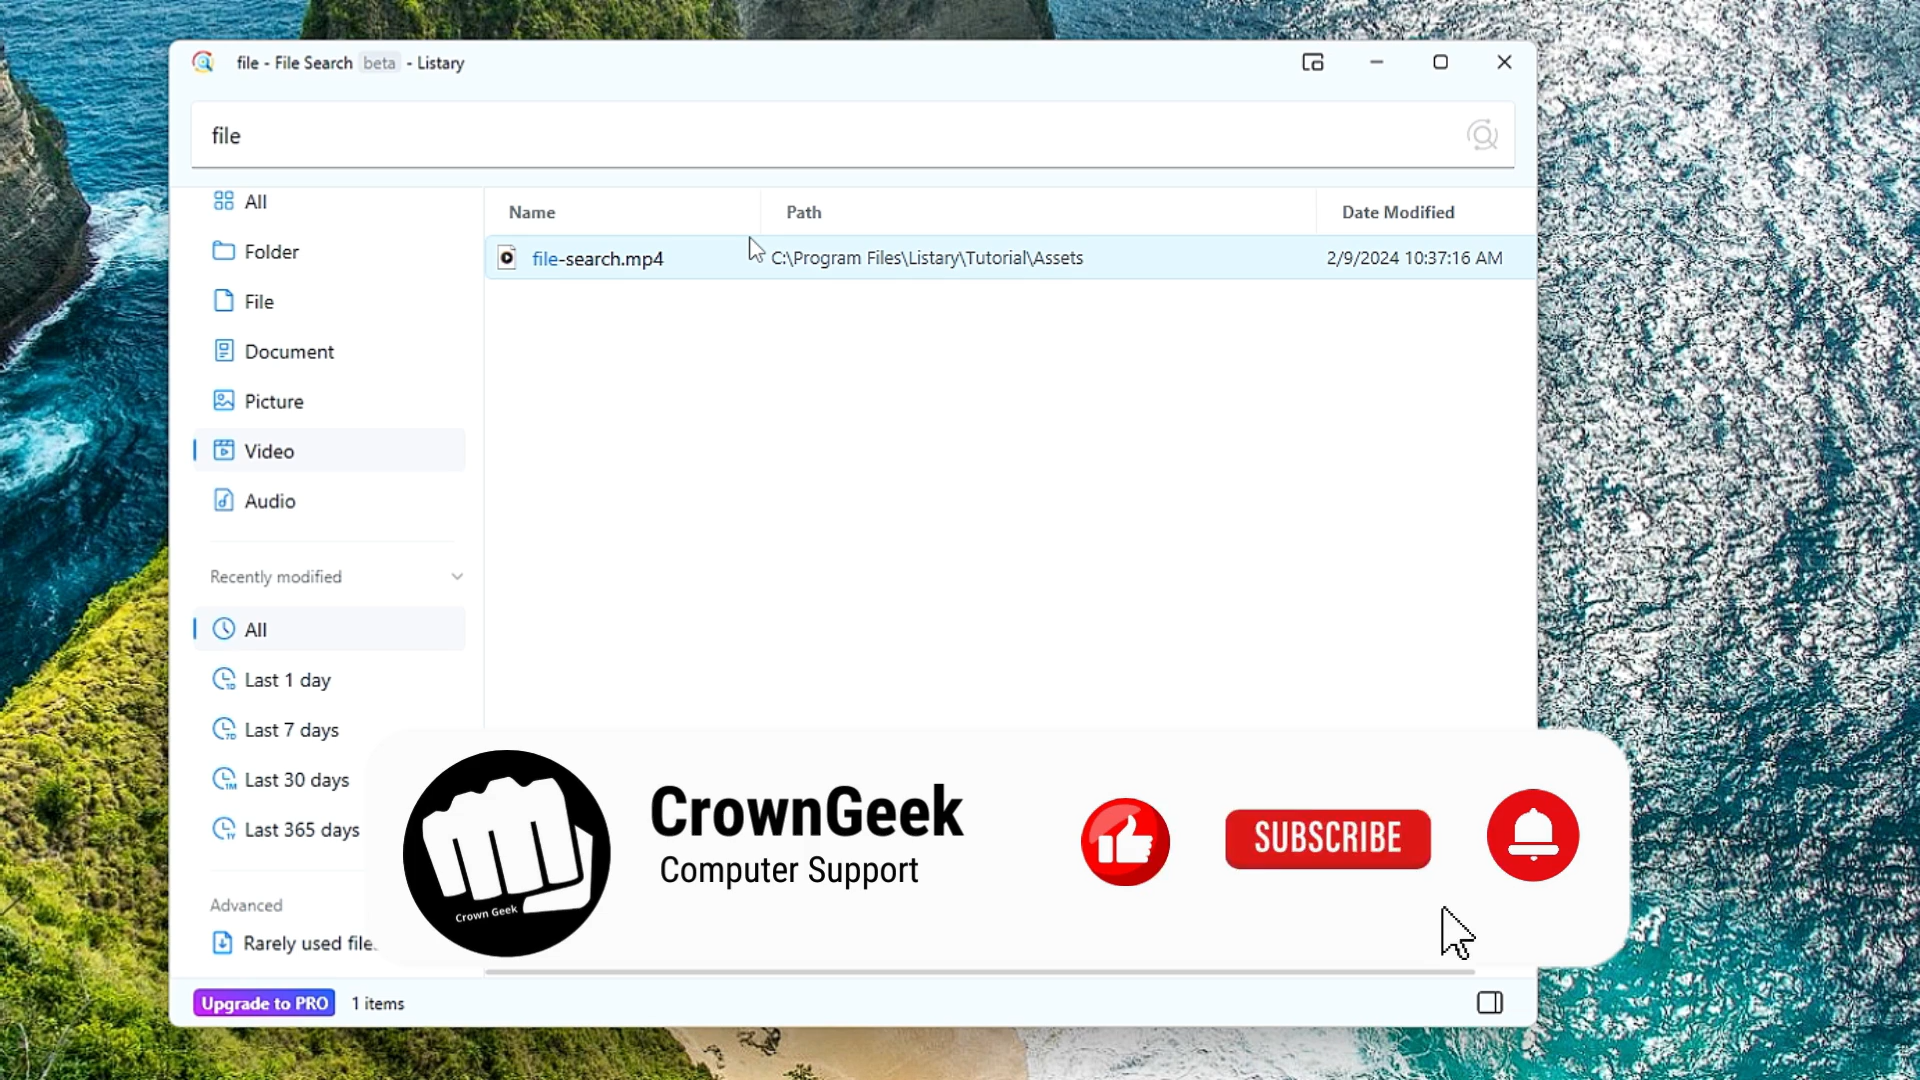 file - File Search beta - Listary
file
All
Folder
File
Document
Picture
Video
Audio
Recently modified
All
Last 1 day
Last 7 days
Last 30 days
Last 365 days
Advanced
Rarely used file
Name Path Date Modified
file-search.mp4 C:\Program Files\Listary\Tutorial\Assets 2/9/2024 10:37:16 AM
Crown Geek
CrownGeek
Computer Support
SUBSCRIBE
Upgrade to PRO 1 items